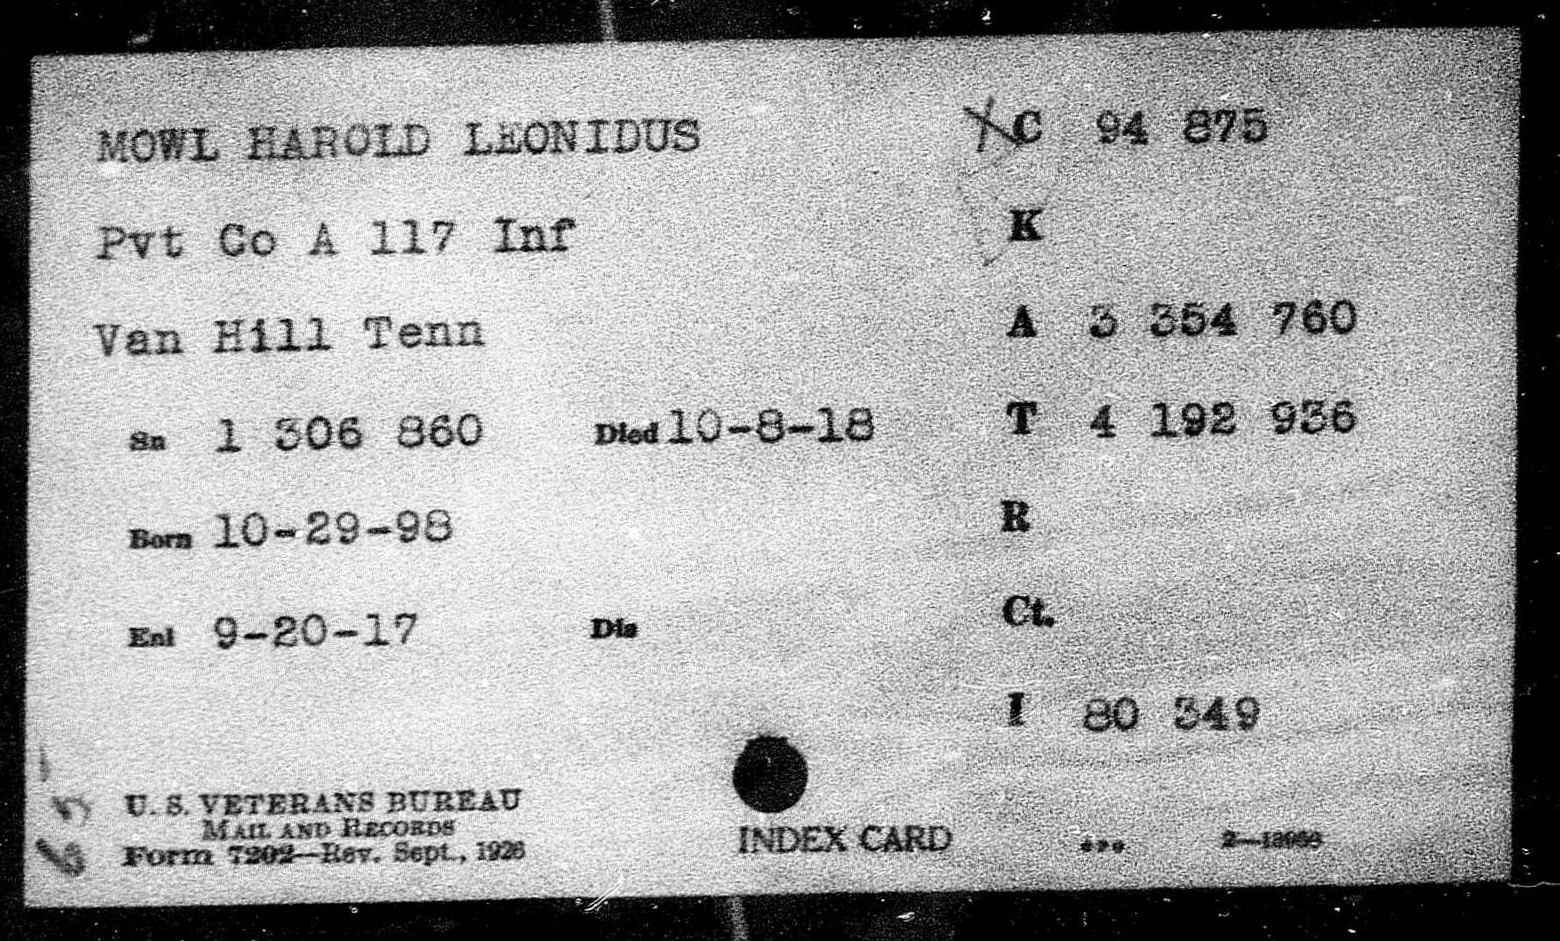 MOWL HAROLD LEONIDUS XC 94 875
Pvt Co A 117 Inf K
Van Hill Tenn A 3 354 760
Sn 1 306 860 Died 10-8-18 T 4 192 936
Born 10-29-98 R
Enl 9-20-17 Dis Ct.
I 80 349
U. S. VETERANS BUREAU
MAIL AND RECORDS
Form 7202—Rev. Sept., 1926 INDEX CARD